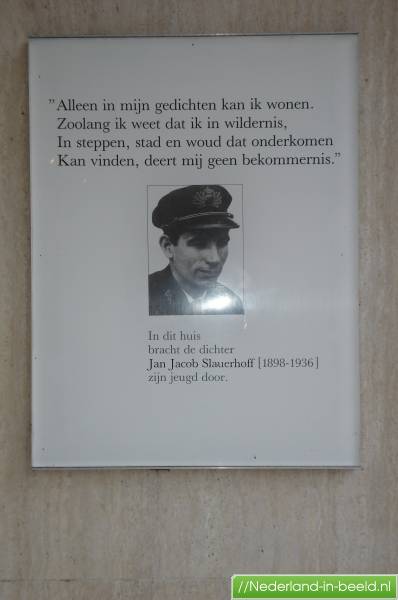 ”Alleen in mijn gedichten kan ik wonen.
Zoolang ik weet dat ik in wildernis,
In steppen, stad en woud dat onderkomen
Kan vinden, deert mij geen bekommernis.”
In dit huis
bracht de dichter
Jan Jacob Slauerhoff [1898-1936]
zijn jeugd door.
//Nederland-in-beeld.nl